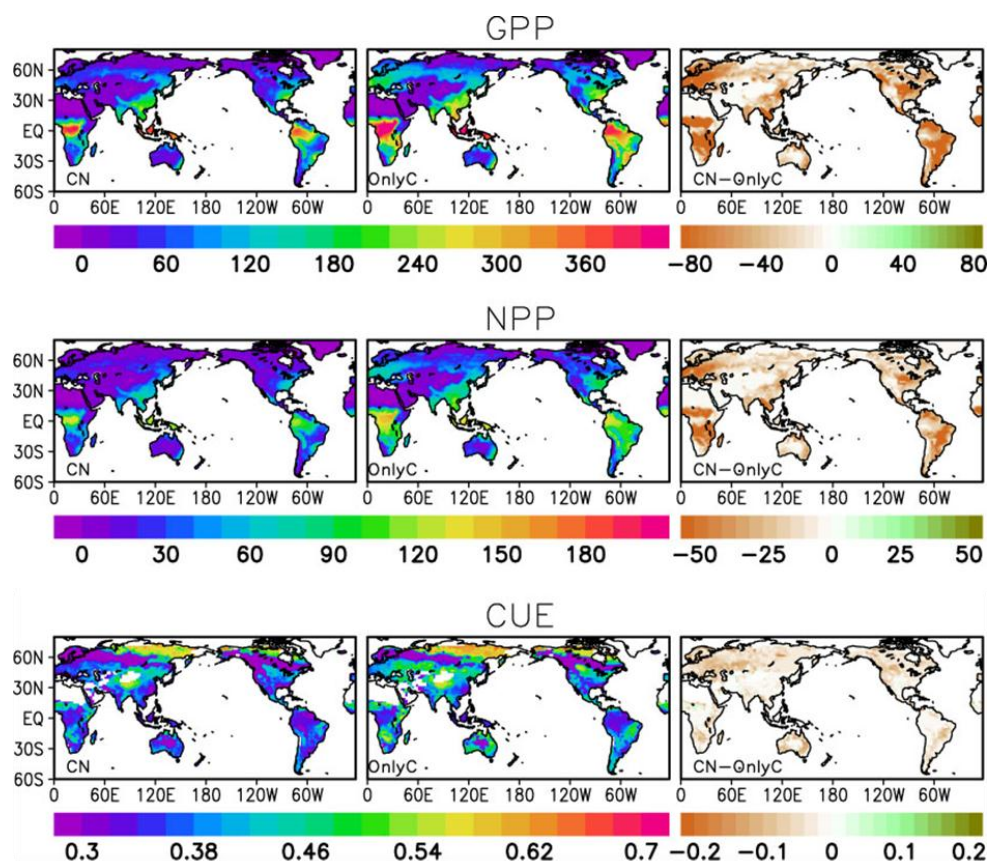 GPP
60N
30N
EQ
30S
60S
CN OnlyC CN-OnlyC
0 60E 120E 180 120W 60W 0 60E 120E 180 120W 60W 0 60E 120E 180 120W 60W
0 60 120 180 240 300 360 -80 -40 0 40 80
NPP
60N
30N
EQ
30S
60S
CN OnlyC CN-OnlyC
0 60E 120E 180 120W 60W 0 60E 120E 180 120W 60W 0 60E 120E 180 120W 60W
0 30 60 90 120 150 180 -50 -25 0 25 50
CUE
60N
30N
EQ
30S
60S
CN OnlyC CN-OnlyC
0 60E 120E 180 120W 60W 0 60E 120E 180 120W 60W 0 60E 120E 180 120W 60W
0.3 0.38 0.46 0.54 0.62 0.7 -0.2 -0.1 0 0.1 0.2